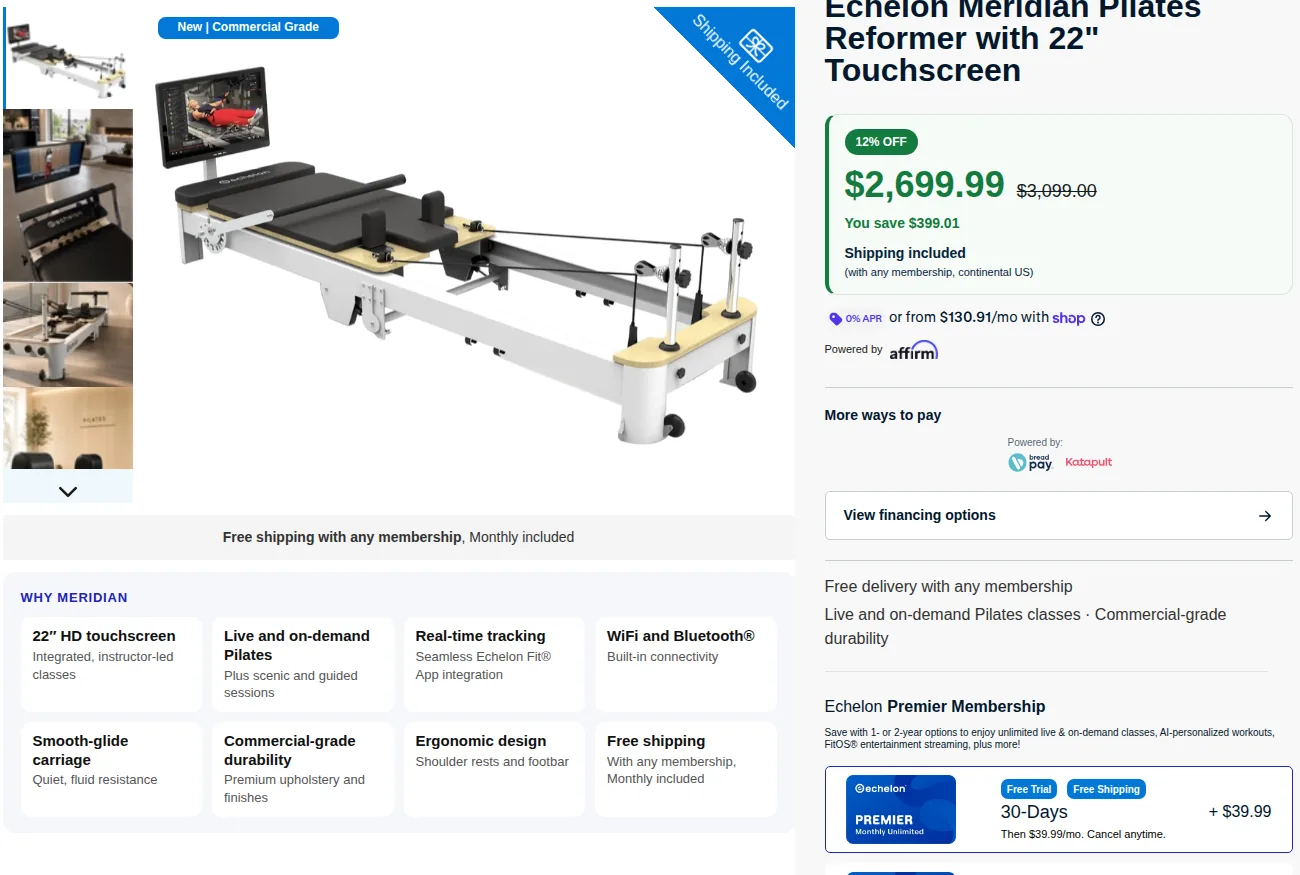 New | Commercial Grade
Shipping Included
echelon
echelon
PILATES
Free shipping with any membership, Monthly included
WHY MERIDIAN
22″ HD touchscreen
Integrated, instructor-led
classes
Live and on-demand
Pilates
Plus scenic and guided
sessions
Real-time tracking
Seamless Echelon Fit®
App integration
WiFi and Bluetooth®
Built-in connectivity
Smooth-glide
carriage
Quiet, fluid resistance
Commercial-grade
durability
Premium upholstery and
finishes
Ergonomic design
Shoulder rests and footbar
Free shipping
With any membership,
Monthly included
Echelon Meridian Pilates
Reformer with 22"
Touchscreen
12% OFF
$2,699.99 $3,099.00
You save $399.01
Shipping included
(with any membership, continental US)
0% APR or from $130.91/mo with shop
Powered by affirm
More ways to pay
Powered by:
bread
pay Katapult
View financing options
Free delivery with any membership
Live and on-demand Pilates classes · Commercial-grade
durability
Echelon Premier Membership
Save with 1- or 2-year options to enjoy unlimited live & on-demand classes, AI-personalized workouts,
FitOS® entertainment streaming, plus more!
echelon
PREMIER
Monthly Unlimited
Free Trial Free Shipping
30-Days
+ $39.99
Then $39.99/mo. Cancel anytime.